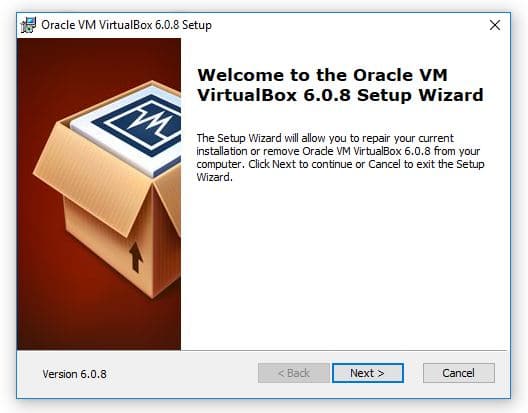 Oracle VM VirtualBox 6.0.8 Setup
Welcome to the Oracle VM
VirtualBox 6.0.8 Setup Wizard
The Setup Wizard will allow you to repair your current
installation or remove Oracle VM VirtualBox 6.0.8 from your
computer. Click Next to continue or Cancel to exit the Setup
Wizard.
Version 6.0.8
< Back
Next >
Cancel